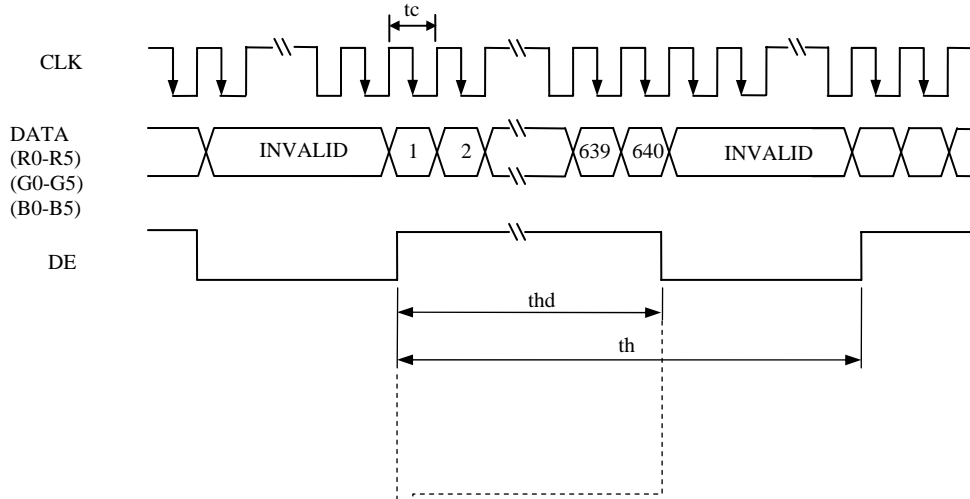 tc
CLK
DATA
(R0-R5)
(G0-G5)
(B0-B5)
INVALID 1 2 639 640 INVALID
DE
thd
th